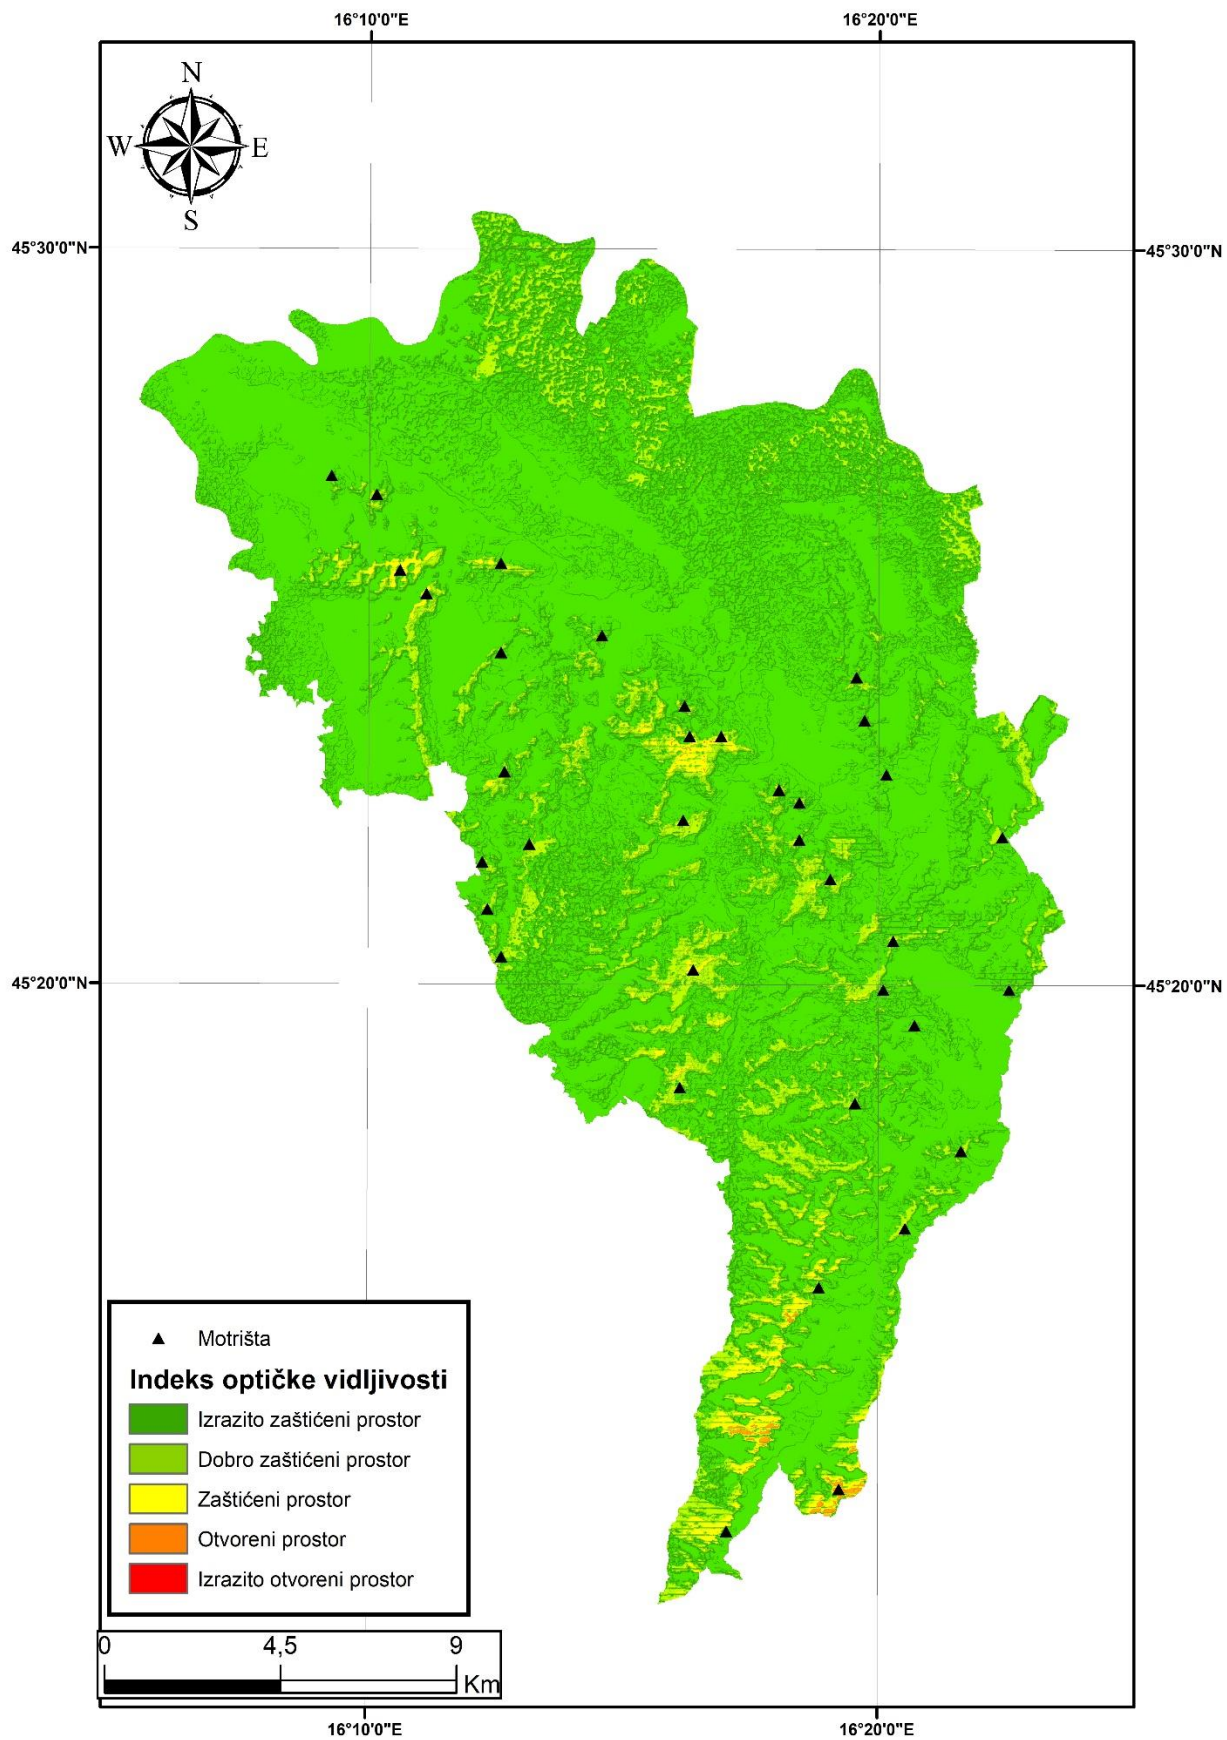 16°10'0"E 16°20'0"E
N
W E
S
45°30'0"N 45°30'0"N
45°20'0"N 45°20'0"N
Motrišta
Indeks optičke vidljivosti
Izrazito zaštićeni prostor
Dobro zaštićeni prostor
Zaštićeni prostor
Otvoreni prostor
Izrazito otvoreni prostor
0 4,5 9
Km
16°10'0"E 16°20'0"E